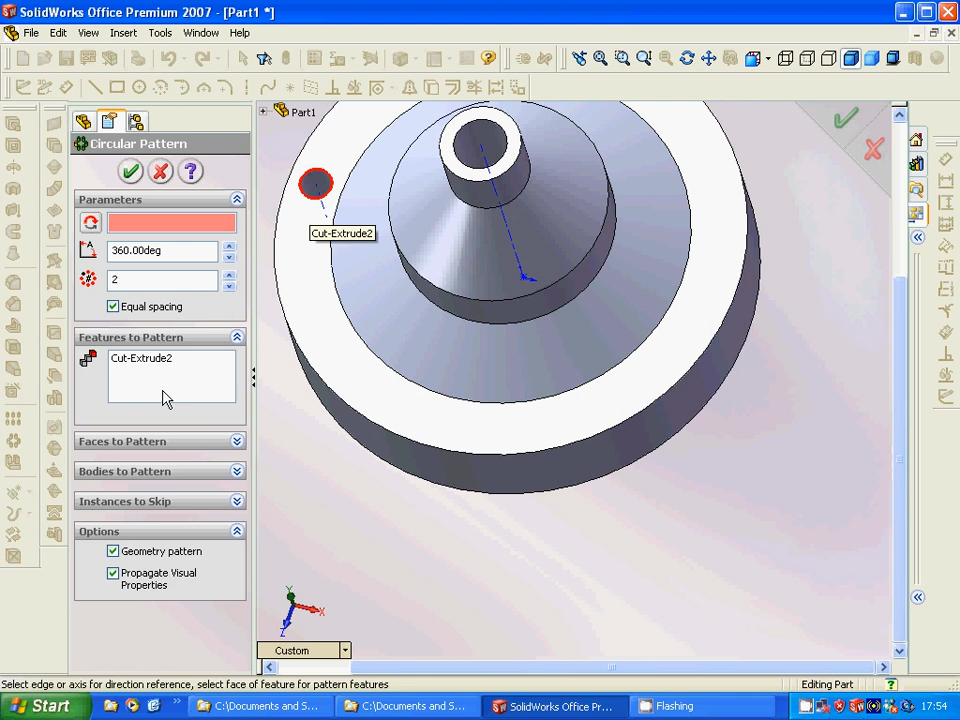 SolidWorks Office Premium 2007 - [Part1 *]
File Edit View Insert Tools Window Help
Part1
Circular Pattern
Parameters
360.00deg
2
Equal spacing
Features to Pattern
Cut-Extrude2
Cut-Extrude2
Faces to Pattern
Bodies to Pattern
Instances to Skip
Options
Geometry pattern
Propagate Visual
Properties
Y
X
Z
Custom
Select edge or axis for direction reference, select face of feature for pattern features
Editing Part
Start
C:\Documents and S...
C:\Documents and S...
SolidWorks Office Pr...
Flashing
17:54